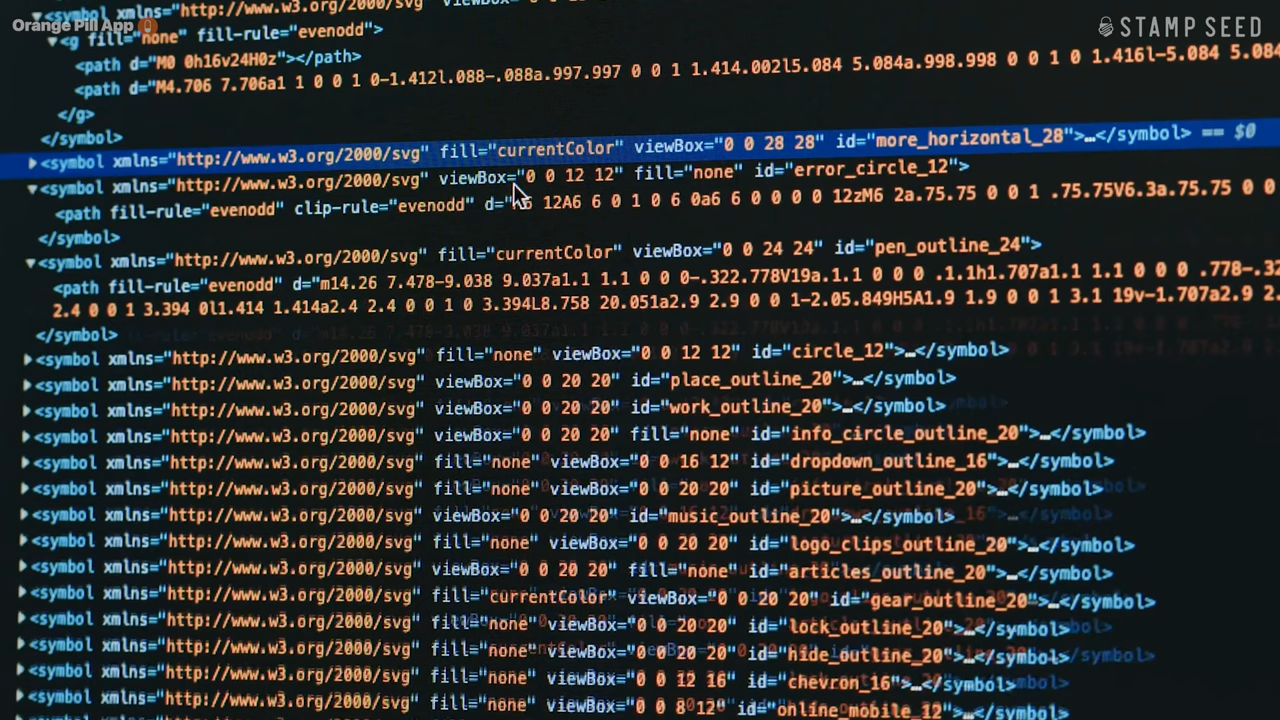 Orange Pill App
STAMP SEED
<symbol xmlns="http://www.w3.org/2000/svg"
<g fill="none" fill-rule="evenodd">
<path d="M0 0h16v24H0z"></path>
<path d="M4.706 7.706a1 1 0 0 1 0-1.412l.088-.088a.997.997 0 0 1 1.414.002l5.084 5.084a.998.998 0 0 1 0 1.416l-5.084 5.084
</g>
</symbol>
<symbol xmlns="http://www.w3.org/2000/svg" fill="currentColor" viewBox="0 0 28 28" id="more_horizontal_28">…</symbol> == $0
<symbol xmlns="http://www.w3.org/2000/svg" viewBox="0 0 12 12" fill="none" id="error_circle_12">
<path fill-rule="evenodd" clip-rule="evenodd" 12A6 6 0 1 0 6 0a6 6 0 0 0 0 12zM6 2a.75.75 0 0 1 .75.75V6.3a.75.75 0 0
</symbol>
<symbol xmlns="http://www.w3.org/2000/svg" fill="currentColor" viewBox="0 0 24 24" id="pen_outline_24">
<path fill-rule="evenodd" d="m14.26 7.478-9.038 9.037a1.1 1.1 0 0 0-.322.778V19a.1.1 0 0 0 .1.1h1.707a1.1 1.1 0 0 0 .778-.32
2.4 0 0 1 3.394 0l1.414 1.414a2.4 2.4 0 0 1 0 3.394L8.758 20.051a2.9 2.9 0 0 1-2.05.849H5A1.9 1.9 0 0 1 3.1 19v-1.707a2.9 2.9
</symbol>
<symbol xmlns="http://www.w3.org/2000/svg" fill="none" viewBox="0 0 12 12" id="circle_12">…</symbol>
<symbol xmlns="http://www.w3.org/2000/svg" viewBox="0 0 20 20" id="place_outline_20">…</symbol>
<symbol xmlns="http://www.w3.org/2000/svg" viewBox="0 0 20 20" id="work_outline_20">…</symbol>
<symbol xmlns="http://www.w3.org/2000/svg" viewBox="0 0 20 20" fill="none" id="info_circle_outline_20">…</symbol>
<symbol xmlns="http://www.w3.org/2000/svg" fill="none" viewBox="0 0 16 12" id="dropdown_outline_16">…</symbol>
<symbol xmlns="http://www.w3.org/2000/svg" fill="none" viewBox="0 0 20 20" id="picture_outline_20">…</symbol>
<symbol xmlns="http://www.w3.org/2000/svg" viewBox="0 0 20 20" id="music_outline_20">…</symbol>
<symbol xmlns="http://www.w3.org/2000/svg" fill="none" viewBox="0 0 20 20" id="logo_clips_outline_20">…</symbol>
<symbol xmlns="http://www.w3.org/2000/svg" viewBox="0 0 20 20" fill="none" id="articles_outline_20">…</symbol>
<symbol xmlns="http://www.w3.org/2000/svg" fill="currentColor" viewBox="0 0 20 20" id="gear_outline_20">…</symbol>
<symbol xmlns="http://www.w3.org/2000/svg" fill="none" viewBox="0 0 20 20" id="lock_outline_20">…</symbol>
<symbol xmlns="http://www.w3.org/2000/svg" fill="none" viewBox="0 0 20 20" id="hide_outline_20">…</symbol>
<symbol xmlns="http://www.w3.org/2000/svg" fill="none" viewBox="0 0 12 16" id="chevron_16">…</symbol>
<symbol xmlns="http://www.w3.org/2000/svg" fill="none" viewBox="0 0 8 12" id="online_mobile_12">…</symbol>